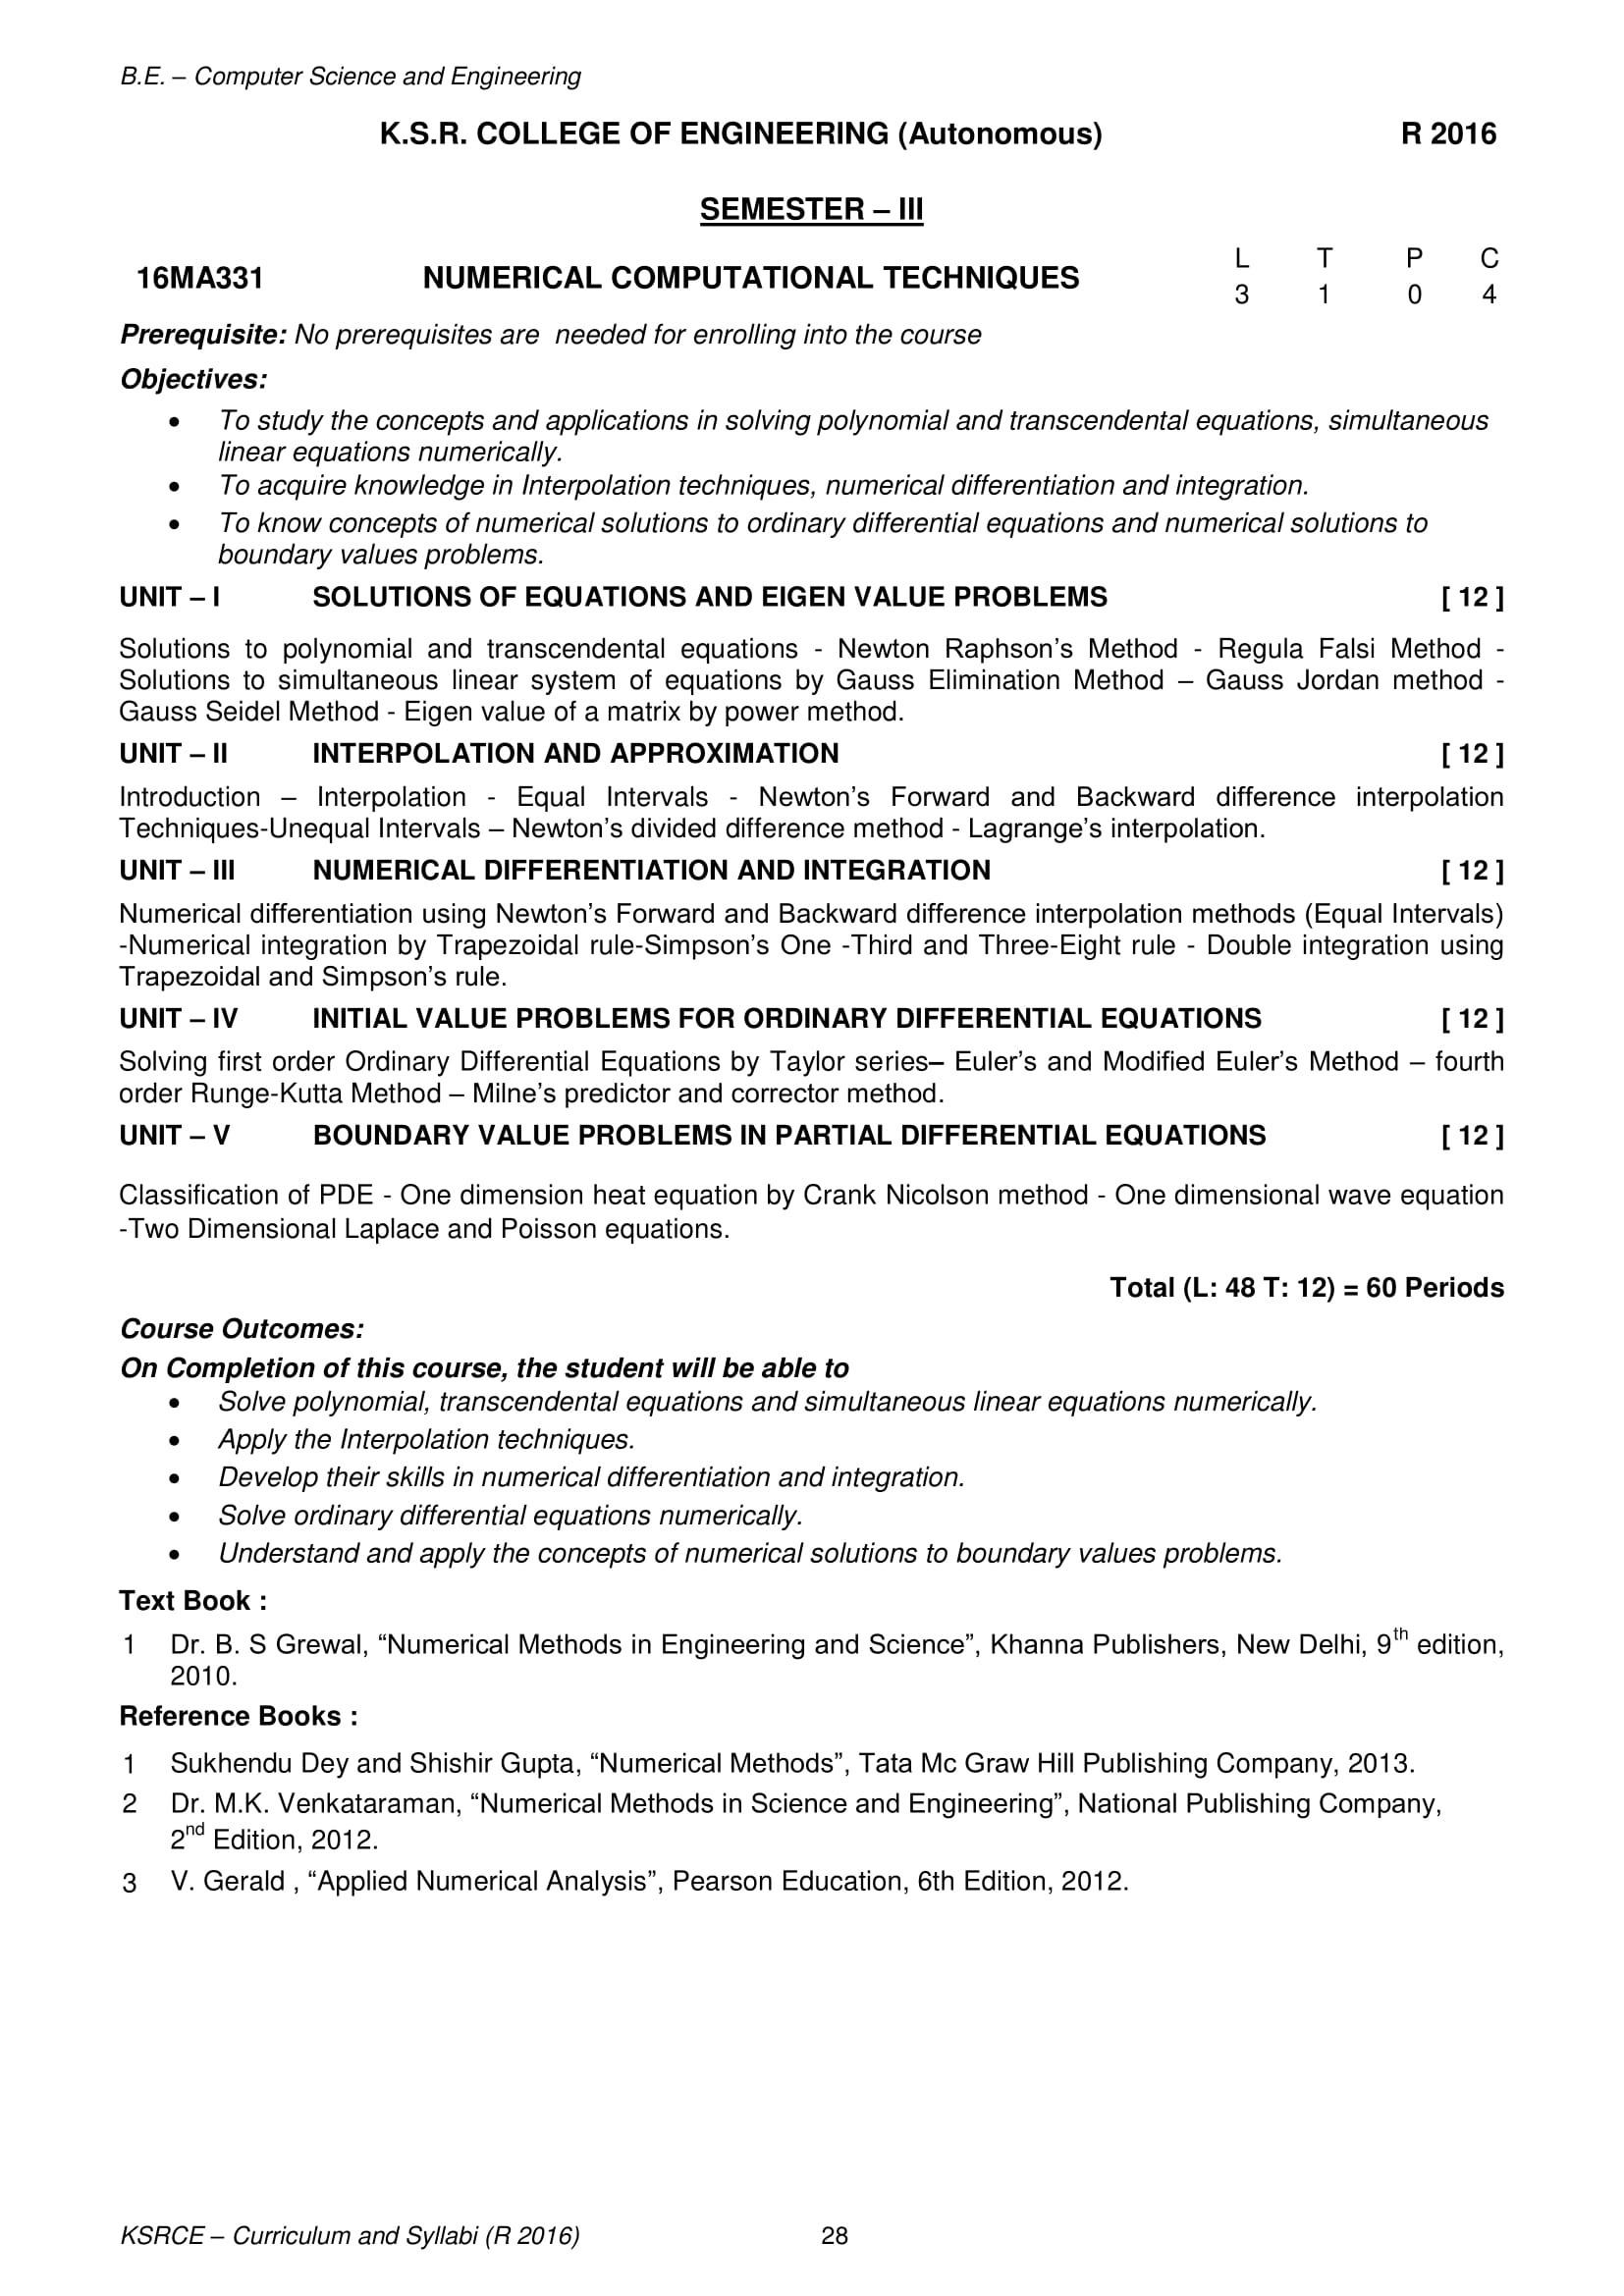 B.E. – Computer Science and Engineering
K.S.R. COLLEGE OF ENGINEERING (Autonomous) R 2016
SEMESTER – III
L T P C
16MA331 NUMERICAL COMPUTATIONAL TECHNIQUES
3 1 0 4
Prerequisite: No prerequisites are needed for enrolling into the course
Objectives:
• To study the concepts and applications in solving polynomial and transcendental equations, simultaneous
linear equations numerically.
• To acquire knowledge in Interpolation techniques, numerical differentiation and integration.
• To know concepts of numerical solutions to ordinary differential equations and numerical solutions to
boundary values problems.
UNIT – I SOLUTIONS OF EQUATIONS AND EIGEN VALUE PROBLEMS [ 12 ]
Solutions to polynomial and transcendental equations - Newton Raphson’s Method - Regula Falsi Method -
Solutions to simultaneous linear system of equations by Gauss Elimination Method – Gauss Jordan method -
Gauss Seidel Method - Eigen value of a matrix by power method.
UNIT – II INTERPOLATION AND APPROXIMATION [ 12 ]
Introduction – Interpolation - Equal Intervals - Newton’s Forward and Backward difference interpolation
Techniques-Unequal Intervals – Newton’s divided difference method - Lagrange’s interpolation.
UNIT – III NUMERICAL DIFFERENTIATION AND INTEGRATION [ 12 ]
Numerical differentiation using Newton’s Forward and Backward difference interpolation methods (Equal Intervals)
-Numerical integration by Trapezoidal rule-Simpson’s One -Third and Three-Eight rule - Double integration using
Trapezoidal and Simpson’s rule.
UNIT – IV INITIAL VALUE PROBLEMS FOR ORDINARY DIFFERENTIAL EQUATIONS [ 12 ]
Solving first order Ordinary Differential Equations by Taylor series– Euler’s and Modified Euler’s Method – fourth
order Runge-Kutta Method – Milne’s predictor and corrector method.
UNIT – V BOUNDARY VALUE PROBLEMS IN PARTIAL DIFFERENTIAL EQUATIONS [ 12 ]
Classification of PDE - One dimension heat equation by Crank Nicolson method - One dimensional wave equation
-Two Dimensional Laplace and Poisson equations.
Total (L: 48 T: 12) = 60 Periods
Course Outcomes:
On Completion of this course, the student will be able to
• Solve polynomial, transcendental equations and simultaneous linear equations numerically.
• Apply the Interpolation techniques.
• Develop their skills in numerical differentiation and integration.
• Solve ordinary differential equations numerically.
• Understand and apply the concepts of numerical solutions to boundary values problems.
Text Book :
1 Dr. B. S Grewal, “Numerical Methods in Engineering and Science”, Khanna Publishers, New Delhi, 9th edition,
2010.
Reference Books :
1 Sukhendu Dey and Shishir Gupta, “Numerical Methods”, Tata Mc Graw Hill Publishing Company, 2013.
2 Dr. M.K. Venkataraman, “Numerical Methods in Science and Engineering”, National Publishing Company,
2nd Edition, 2012.
3 V. Gerald , “Applied Numerical Analysis”, Pearson Education, 6th Edition, 2012.
KSRCE – Curriculum and Syllabi (R 2016) 28